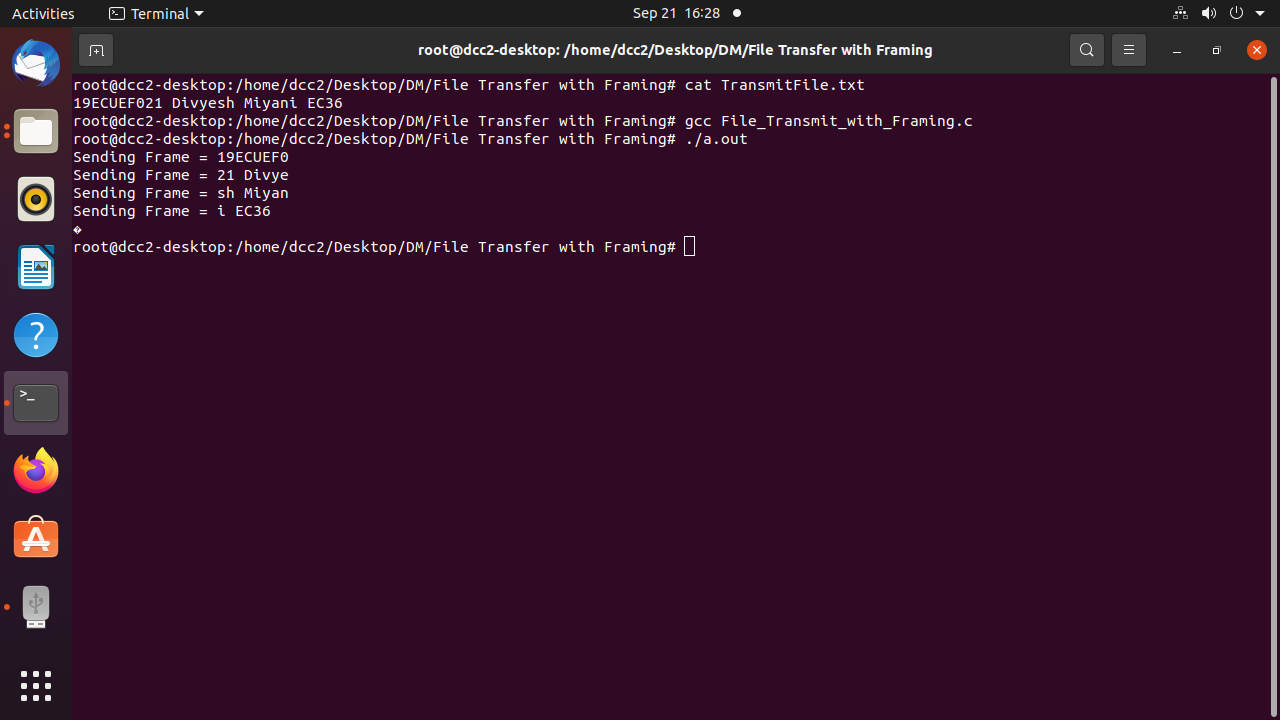 Activities Terminal Sep 21 16:28
root@dcc2-desktop: /home/dcc2/Desktop/DM/File Transfer with Framing
root@dcc2-desktop:/home/dcc2/Desktop/DM/File Transfer with Framing# cat TransmitFile.txt
19ECUEF021 Divyesh Miyani EC36
root@dcc2-desktop:/home/dcc2/Desktop/DM/File Transfer with Framing# gcc File_Transmit_with_Framing.c
root@dcc2-desktop:/home/dcc2/Desktop/DM/File Transfer with Framing# ./a.out
Sending Frame = 19ECUEF0
Sending Frame = 21 Divye
Sending Frame = sh Miyan
Sending Frame = i EC36
�
root@dcc2-desktop:/home/dcc2/Desktop/DM/File Transfer with Framing#